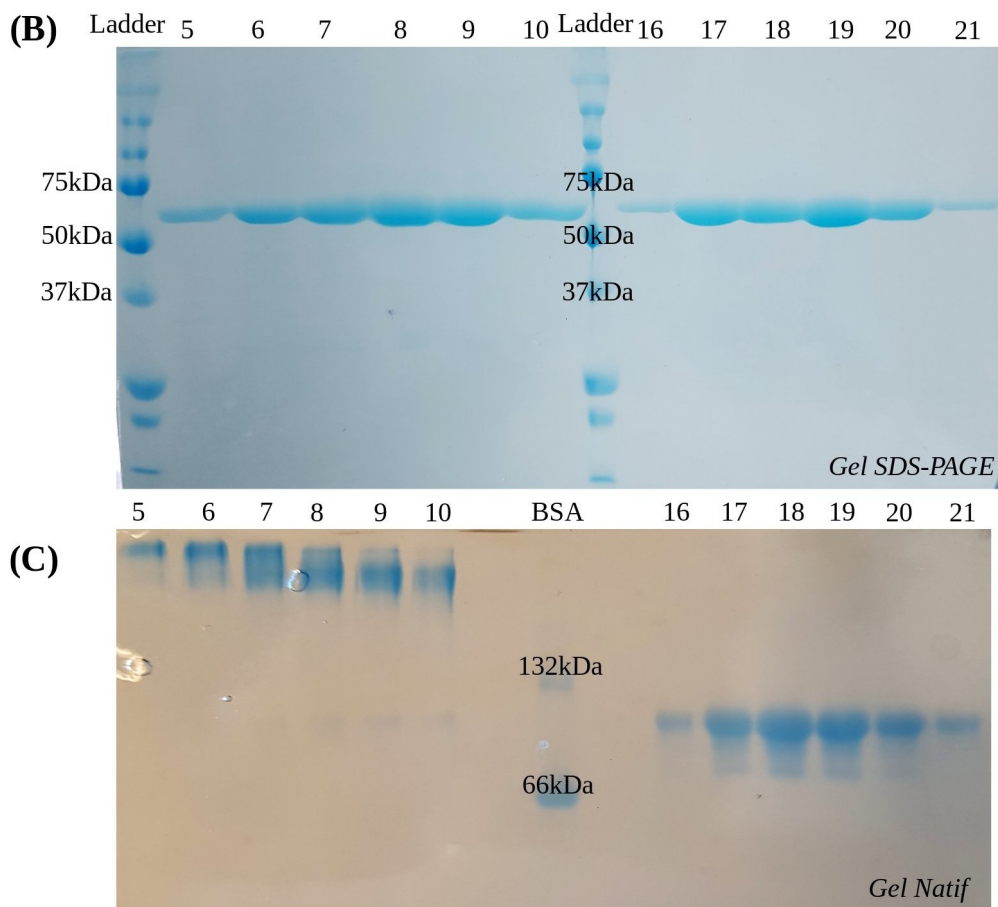 (B) Ladder 5 6 7 8 9 10 Ladder 16 17 18 19 20 21
75kDa 75kDa
50kDa 50kDa
37kDa 37kDa
Gel SDS-PAGE
5 6 7 8 9 10 BSA 16 17 18 19 20 21
(C)
132kDa
66kDa
Gel Natif